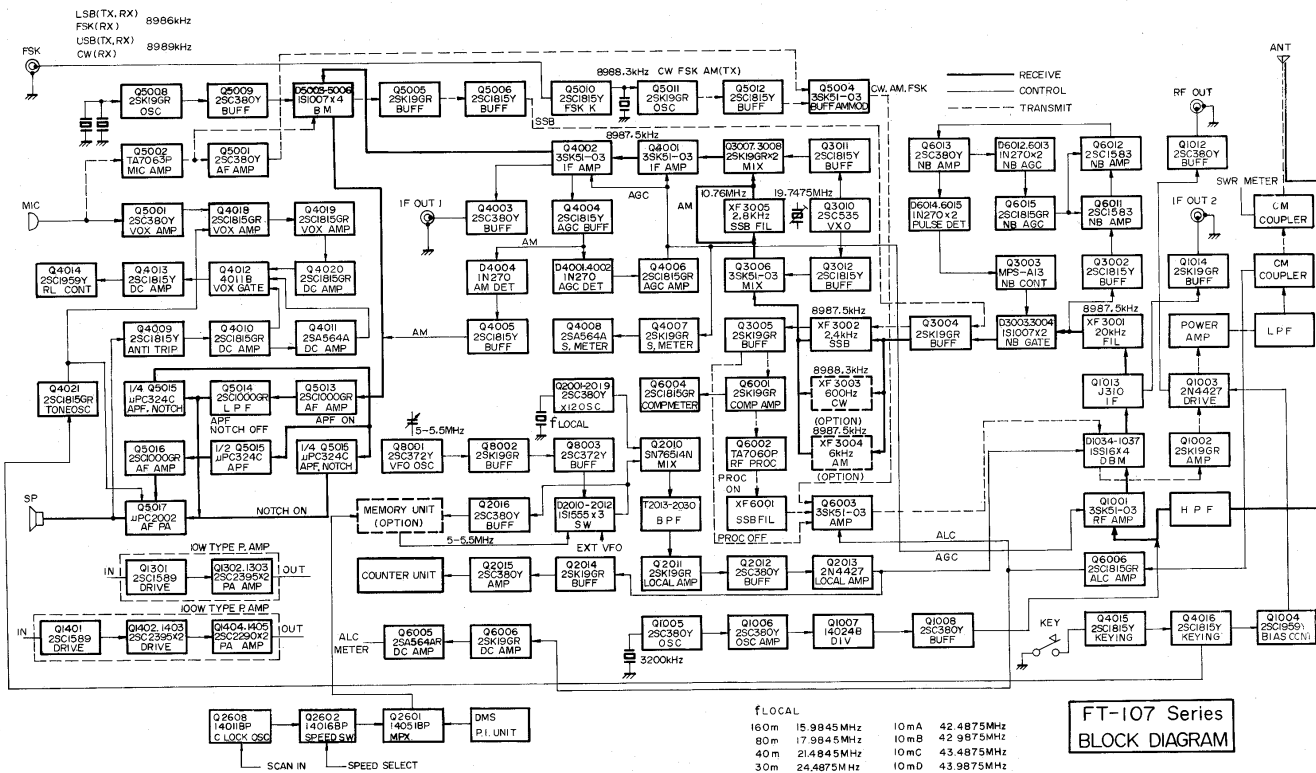 LSB(TX, RX)
FSK(RX)
8986kHz
USB(TX, RX)
CW(RX)
8989kHz
FSK
8988.3kHz CW FSK AM(TX)
RECEIVE
CONTROL
TRANSMIT
ANT
RF OUT
Q5008
2SK19GR
OSC
Q5009
2SC380Y
BUFF
D5003-5006
1S1007×4
BM
Q5005
2SK19GR
BUFF
Q5006
2SC1815Y
BUFF
Q5010
2SC1815Y
FSK K
Q5011
2SK19GR
OSC
Q5012
2SC1815Y
BUFF
Q5004
3SK51-03
BUFF AMMOD
CW. AM. FSK
SSB
8987.5kHz
Q5002
TA7063P
MIC AMP
Q5001
2SC380Y
AF AMP
Q4002
3SK51-03
IF AMP
Q4001
3SK51-03
IF AMP
Q3007.3008
2SK19GR×2
MIX
Q3011
2SC1815Y
BUFF
Q6013
2SK19GR
NB AMP
D6012.6013
1N270×2
NB AGC
Q6012
2SC1583
NB AMP
Q1012
2SC380Y
BUFF
SWR METER
MIC
IF OUT 1
AGC
AM
10.76MHz
19.7475MHz
IF OUT 2
Q5001
2SC380Y
VOX AMP
Q4018
2SC1815GR
VOX AMP
Q4019
2SC1815GR
VOX AMP
Q4003
2SC380Y
BUFF
Q4004
2SC1815Y
AGC BUFF
XF3005
2.8KHz
SSB FIL
Q3010
2SC535
VXO
D6014.6015
1N270×2
PULSE DET
Q6015
2SC1815GR
NB AGC
Q6011
2SC1583
NB AMP
CM
COUPLER
AM
Q4014
2SC1959Y
RL CONT
Q4013
2SC1815Y
DC AMP
Q4012
4011B
VOX GATE
Q4020
2SC1815GR
DC AMP
D4004
1N270
AM DET
D4001.4002
1N270
AGC DET
Q4006
2SC1815GR
AGC AMP
Q3006
3SK51-03
MIX
Q3012
2SC1815Y
BUFF
Q3003
MPS-A13
NB CONT
Q3002
2SC1815Y
BUFF
Q1014
2SK19GR
BUFF
CM
COUPLER
8987.5kHz
8987.5kHz
Q4009
2SC1815Y
ANTI TRIP
Q4010
2SC1815GR
DC AMP
Q4011
2SA564A
DC AMP
AM
Q4005
2SC1815Y
BUFF
Q4008
2SA564A
S, METER
Q4007
2SK19GR
S, METER
Q3005
2SK19GR
BUFF
XF 3002
2.4kHz
SSB
Q3004
2SK19GR
BUFF
D3003.3004
1S1007×2
NB GATE
XF3001
20kHz
FIL
POWER
AMP
LPF
8988.3kHz
Q4021
2SC1815GR
TONEOSC
1/4 Q5015
μPC324C
APF. NOTCH
Q5014
2SC1000GR
LPF
Q5013
2SC1000GR
AF AMP
APF
NOTCH OFF
APF ON
Q2001-2019
2SC380Y
X12OSC
f LOCAL
Q6004
2SC1815GR
COMPMETER
Q6001
2SK19GR
COMP AMP
XF 3003
600Hz
CW
(OPTION)
8987.5kHz
XF 3004
6kHz
AM
(OPTION)
Q1013
J310
IF
Q1003
2N4427
DRIVE
5-5.5MHz
Q5016
2SC1000GR
AF AMP
1/2 Q5015
μPC324C
APF
1/4 Q5015
μPC324C
APF. NOTCH
Q8001
2SC372Y
VFO OSC
Q8002
2SK19GR
BUFF
Q8003
2SC372Y
BUFF
Q2010
SN76514N
MIX
Q6002
TA7060P
RF PROC
PROC
ON
D1034-1037
1SS16×4
DBM
Q1002
2SK19GR
AMP
SP
Q5017
μPC2002
AF PA
NOTCH ON
MEMORY UNIT
(OPTION)
Q2016
2SC380Y
BUFF
D2010-2012
1S1555×3
SW
T2013-2030
BPF
XF6001
SSB FIL
Q6003
3SK51-03
AMP
Q1001
3SK51-03
RF AMP
HPF
PROC OFF
5-5.5MHz
EXT VFO
ALC
AGC
10W TYPE P. AMP
IN
Q1301
2SC1589
DRIVE
Q1302.1303
2SC2395×2
PA AMP
OUT
COUNTER UNIT
Q2015
2SC380Y
AMP
Q2014
2SK19GR
BUFF
Q2011
2SK19GR
LOCAL AMP
Q2012
2SC380Y
BUFF
Q2013
2N4427
LOCAL AMP
Q6006
2SC1815GR
ALC AMP
100W TYPE P. AMP
IN
Q1401
2SC1589
DRIVE
Q1402.1403
2SC2395×2
DRIVE
Q1404.1405
2SC2290×2
PA AMP
OUT
ALC
METER
Q6005
2SA564AR
DC AMP
Q6006
2SK19GR
DC AMP
3200kHz
Q1005
2SC380Y
OSC
Q1006
2SC380Y
OSC AMP
Q1007
14024B
DIV
Q1008
2SC380Y
BUFF
KEY
Q4015
2SC1815Y
KEYING
Q4016
2SC1815Y
KEYING
Q1004
2SC1959Y
BIAS CONT
Q2608
14011BP
CLOCK OSC
Q2602
14016BP
SPEED SW
Q2601
14051BP
MPX
DMS
P.I. UNIT
SCAN IN
SPEED SELECT
f LOCAL
160m 15.9845MHz 10mA 42.4875MHz
80m 17.9845MHz 10mB 42.9875MHz
40m 21.4845MHz 10mC 43.4875MHz
30m 24.4875MHz 10mD 43.9875MHz
FT-107 Series
BLOCK DIAGRAM